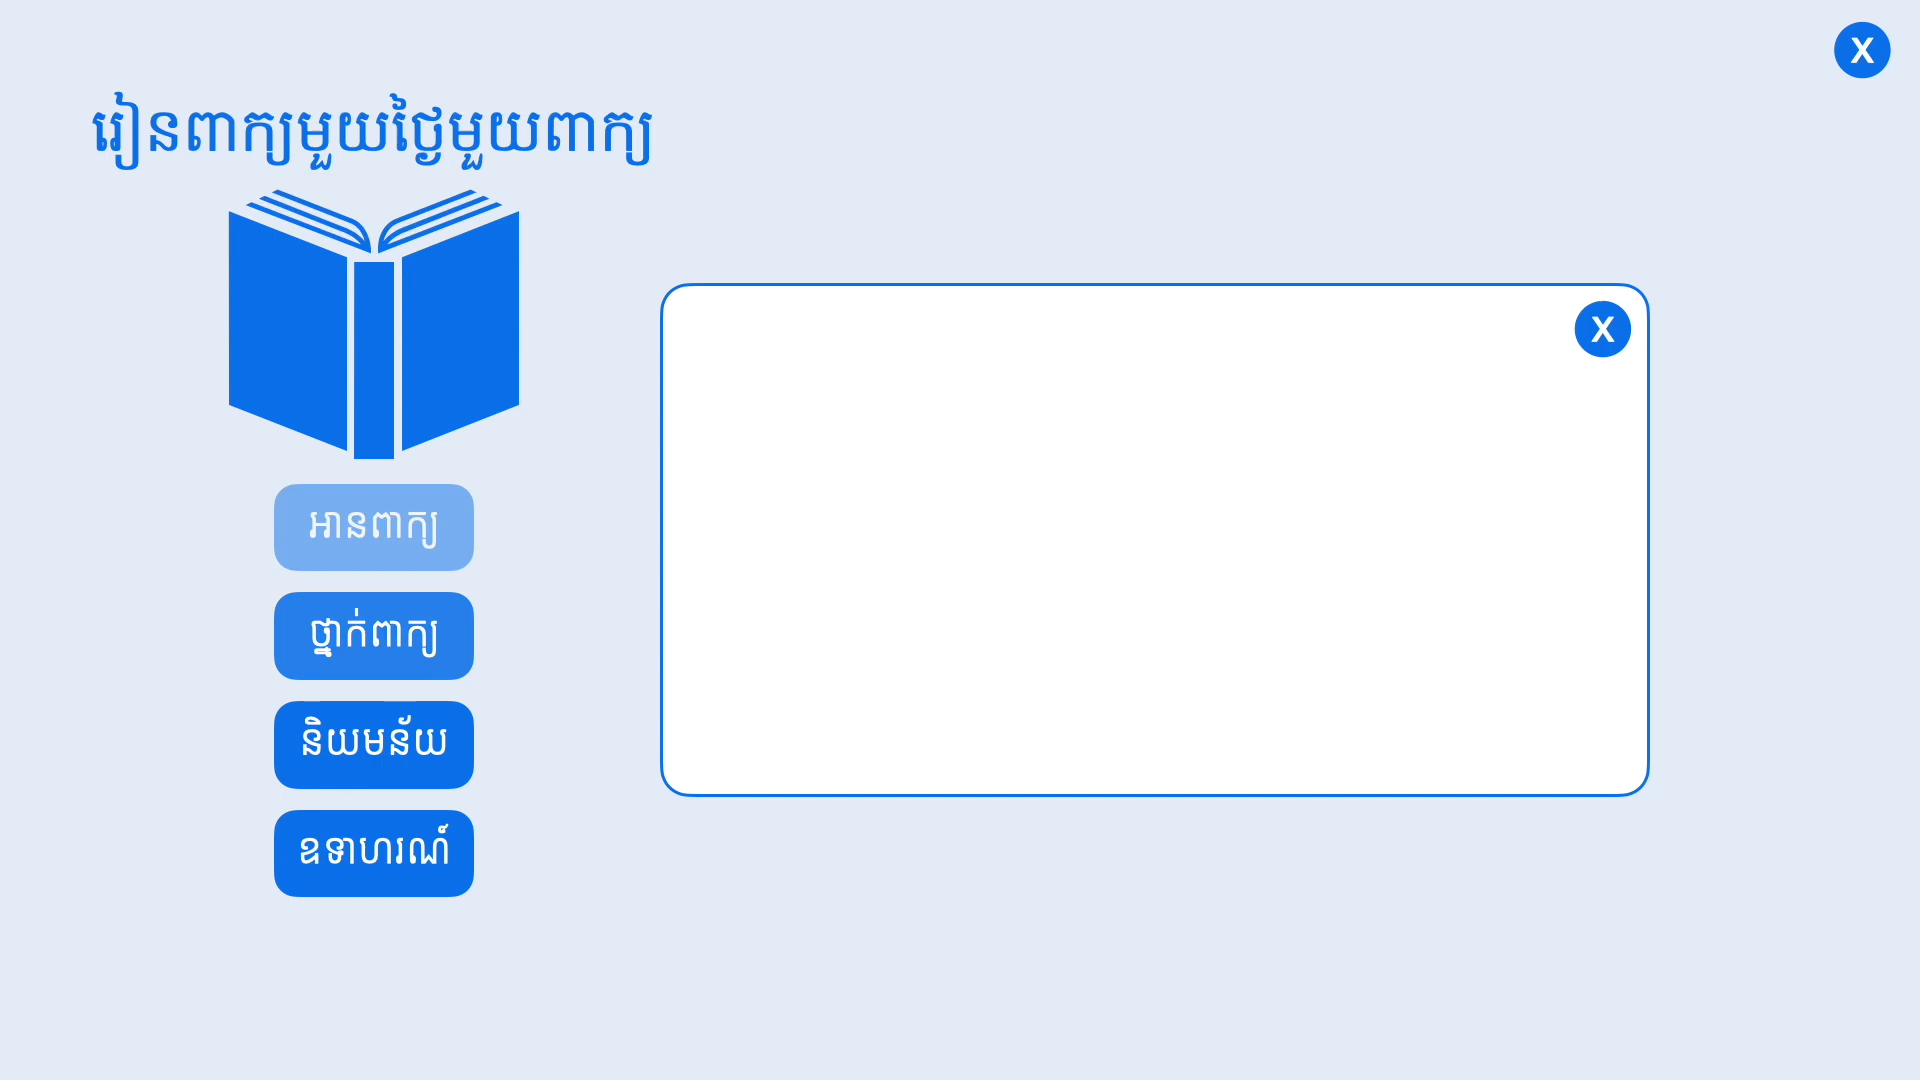 X
រៀនពាក្យមួយថ្ងៃមួយពាក្យ
X
អានពាក្យ
ថ្នាក់ពាក្យ
និយមន័យ
ឧទាហរណ៍